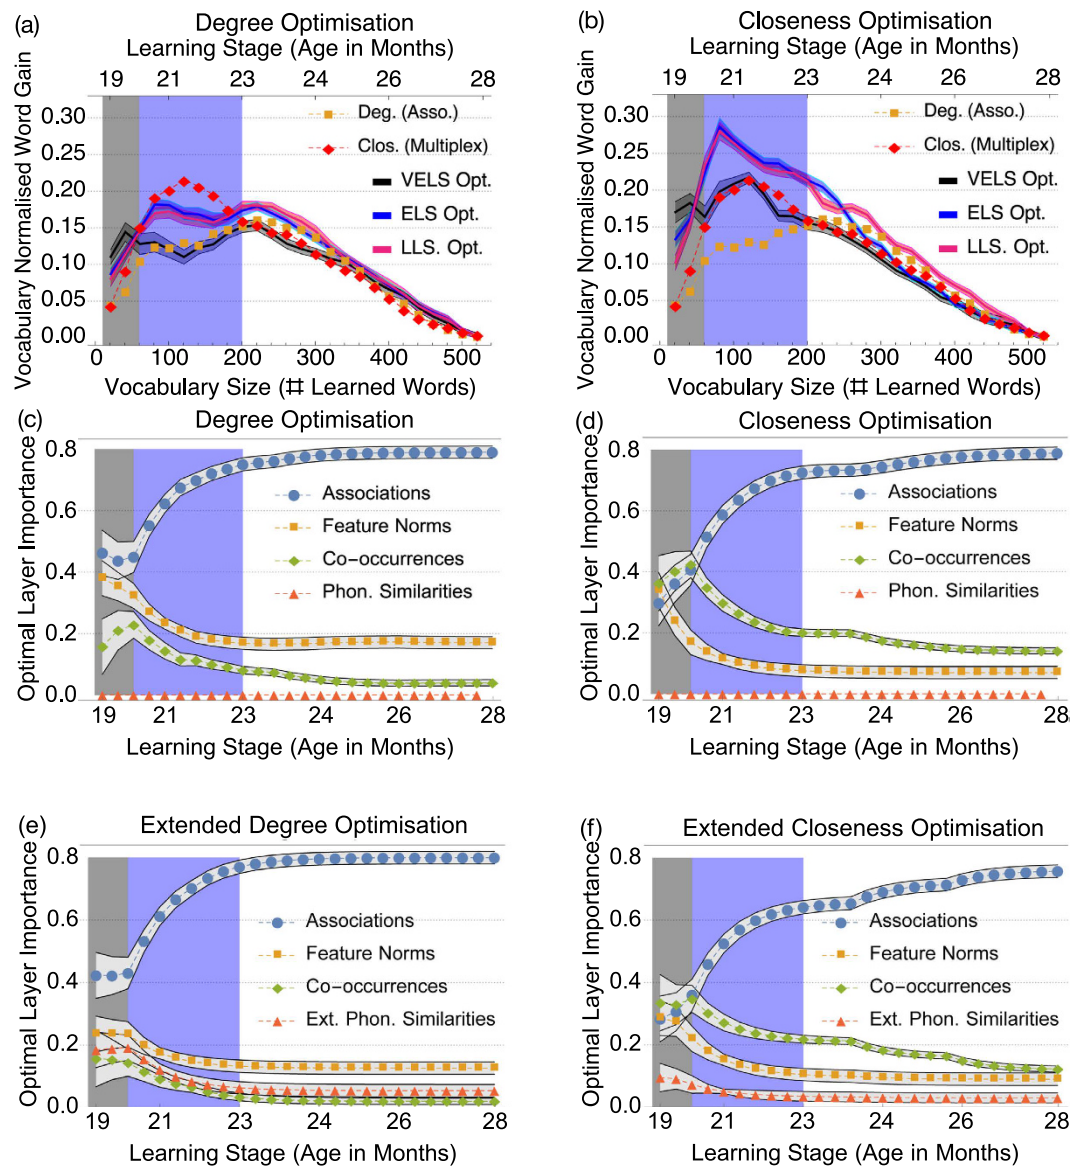 (a)
Degree Optimisation
Learning Stage (Age in Months)
19 21 23 24 26 28
Vocabulary Normalised Word Gain
0.30
0.25
0.20
0.15
0.10
0.05
0.00
Deg. (Asso.)
Clos. (Multiplex)
VELS Opt.
ELS Opt.
LLS. Opt.
0 100 200 300 400 500
Vocabulary Size (# Learned Words)
(b)
Closeness Optimisation
Learning Stage (Age in Months)
19 21 23 24 26 28
Vocabulary Normalised Word Gain
0.30
0.25
0.20
0.15
0.10
0.05
0.00
Deg. (Asso.)
Clos. (Multiplex)
VELS Opt.
ELS Opt.
LLS. Opt.
0 100 200 300 400 500
Vocabulary Size (# Learned Words)
(c)
Degree Optimisation
Optimal Layer Importance
0.8
0.6
0.4
0.2
0.0
Associations
Feature Norms
Co-occurrences
Phon. Similarities
19 21 23 24 26 28
Learning Stage (Age in Months)
(d)
Closeness Optimisation
Optimal Layer Importance
0.8
0.6
0.4
0.2
0.0
Associations
Feature Norms
Co-occurrences
Phon. Similarities
19 21 23 24 26 28
Learning Stage (Age in Months)
(e)
Extended Degree Optimisation
Optimal Layer Importance
0.8
0.6
0.4
0.2
0.0
Associations
Feature Norms
Co-occurrences
Ext. Phon. Similarities
19 21 23 24 26 28
Learning Stage (Age in Months)
(f)
Extended Closeness Optimisation
Optimal Layer Importance
0.8
0.6
0.4
0.2
0.0
Associations
Feature Norms
Co-occurrences
Ext. Phon. Similarities
19 21 23 24 26 28
Learning Stage (Age in Months)